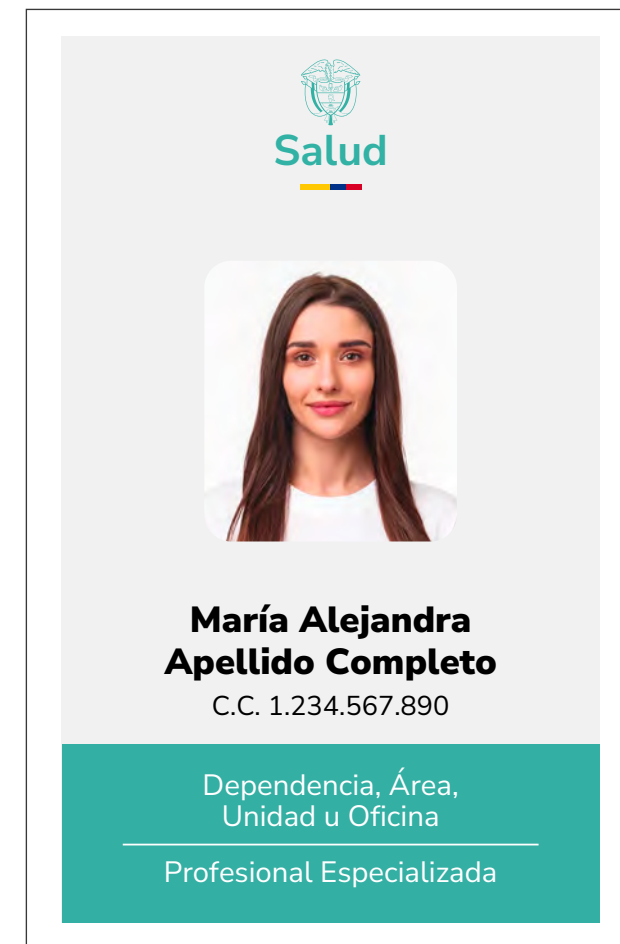 Salud
María Alejandra
Apellido Completo
C.C. 1.234.567.890
Dependencia, Área,
Unidad u Oficina
Profesional Especializada